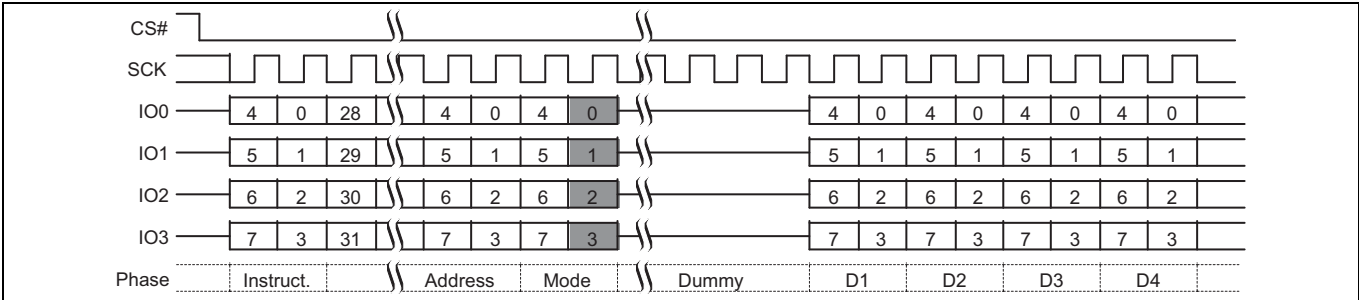 CS#
SCK
IO0 4 0 28 4 0 4 0 4 0 4 0 4 0 4 0
IO1 5 1 29 5 1 5 1 5 1 5 1 5 1 5 1
IO2 6 2 30 6 2 6 2 6 2 6 2 6 2 6 2
IO3 7 3 31 7 3 7 3 7 3 7 3 7 3 7 3
Phase Instruct. Address Mode Dummy D1 D2 D3 D4